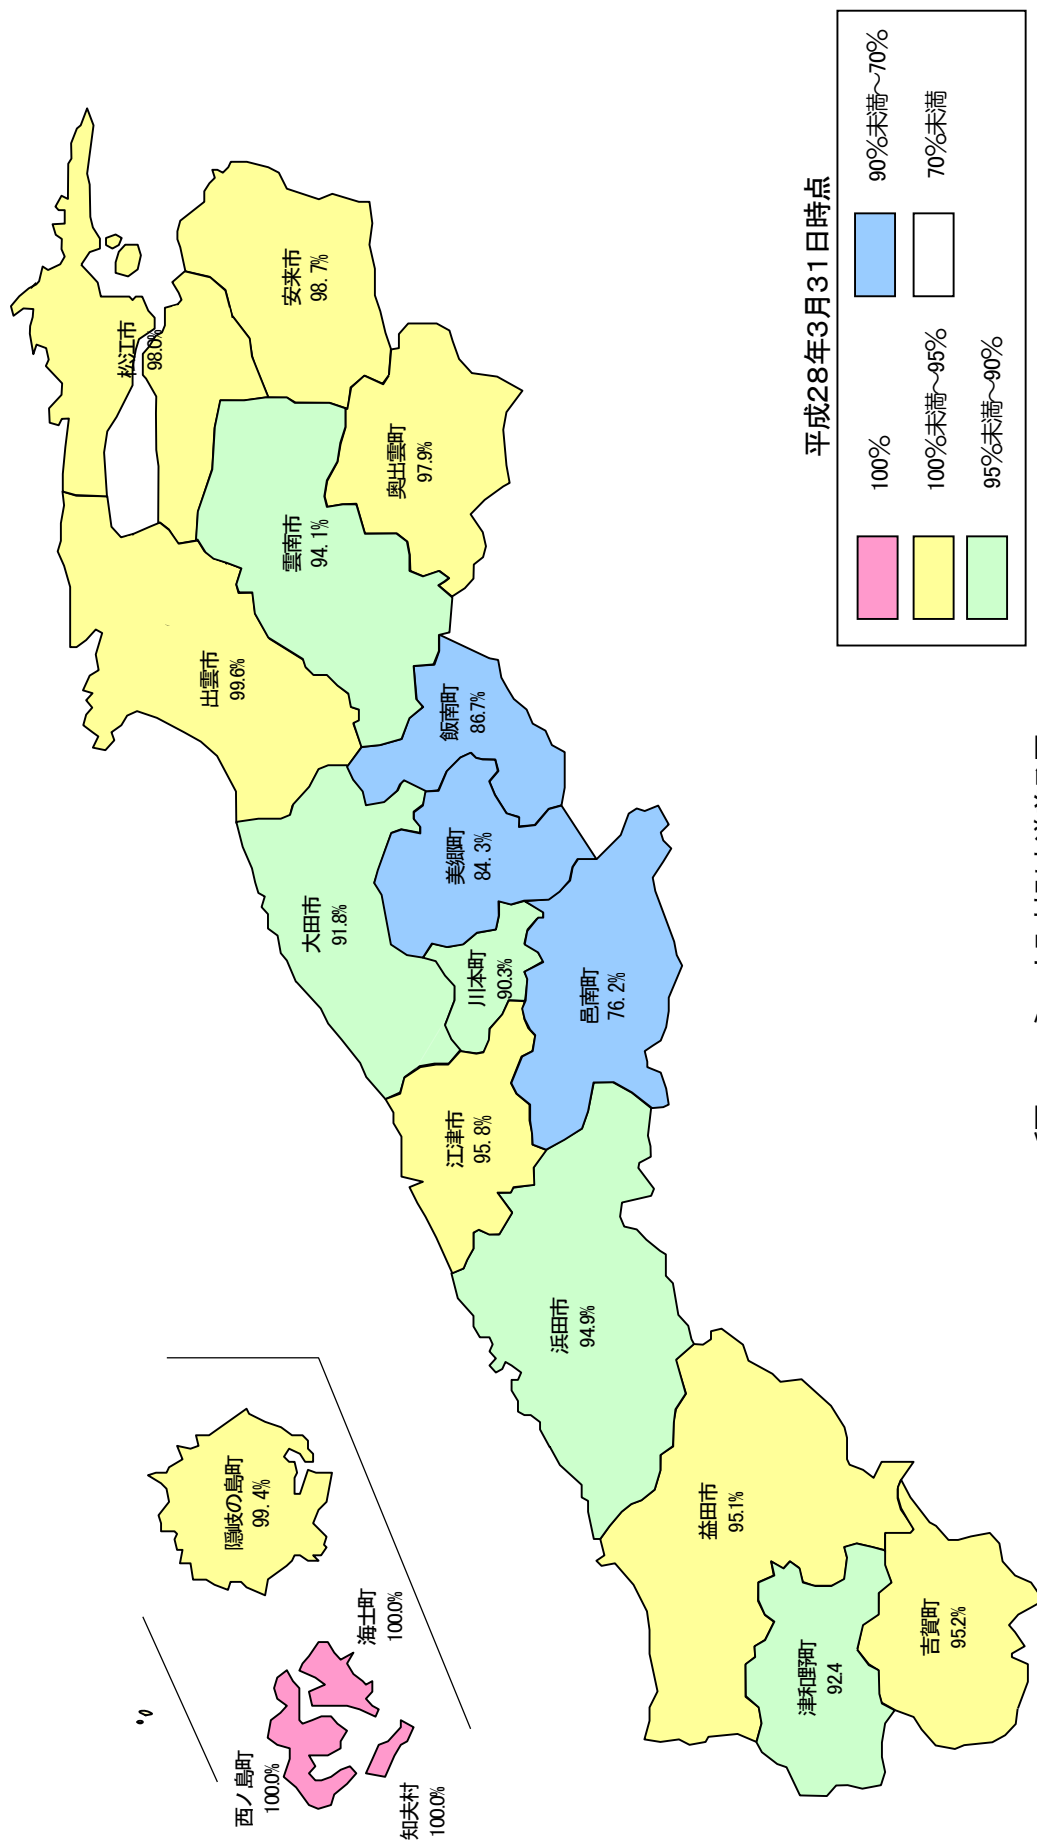 西ノ島町
100.0%
知夫村
100.0%
海士町
100.0%
隠岐の島町
99.4%
松江市
98.0%
安来市
98.7%
出雲市
99.6%
雲南市
94.1%
奥出雲町
97.9%
飯南町
86.7%
大田市
91.8%
美郷町
84.3%
川本町
90.3%
邑南町
76.2%
江津市
95.8%
浜田市
94.9%
益田市
95.1%
津和野町
92.4
吉賀町
95.2%
平成28年3月31日時点
100%
90%未満~70%
100%未満~95%
70%未満
95%未満~90%